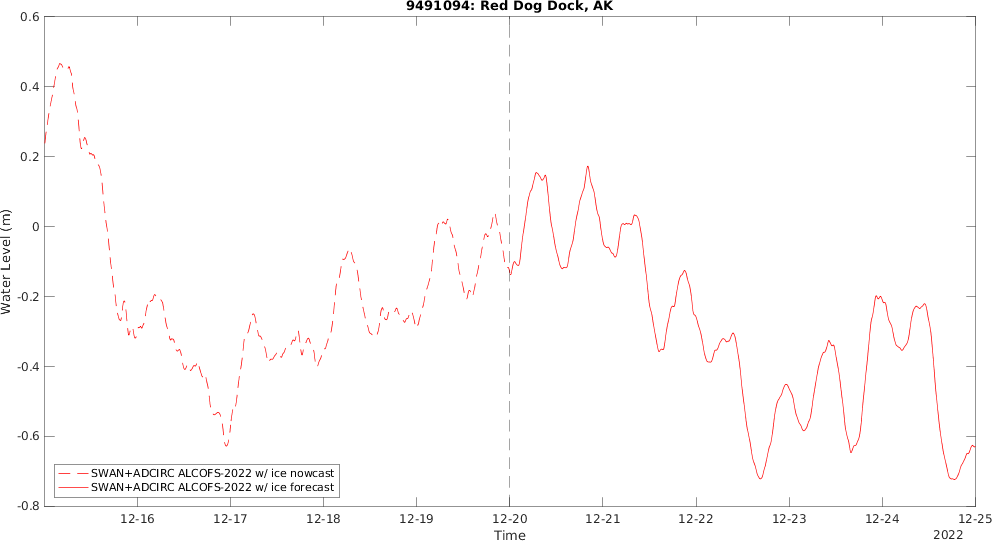 9491094: Red Dog Dock, AK
0.6
0.4
0.2
0
-0.2
-0.4
-0.6
-0.8
Water Level (m)
SWAN+ADCIRC ALCOFS-2022 w/ ice nowcast
SWAN+ADCIRC ALCOFS-2022 w/ ice forecast
12-16 12-17 12-18 12-19 12-20 12-21 12-22 12-23 12-24 12-25
Time
2022